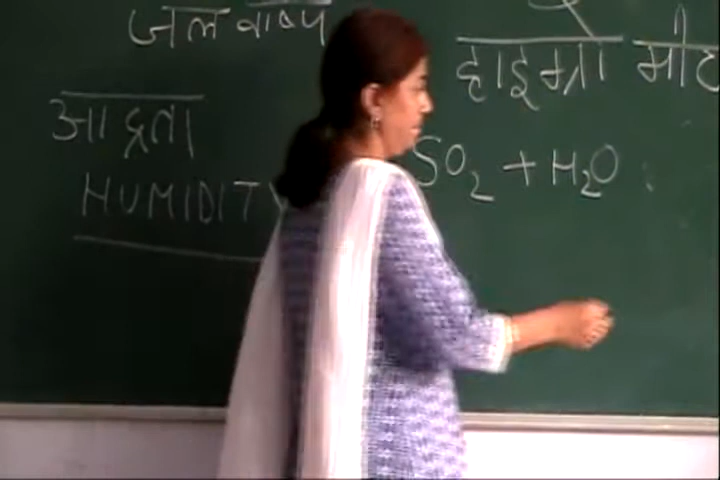 जल वाष्प
हाइग्रो मीट
आद्रता
SO₂ + H₂O
HUMIDITY